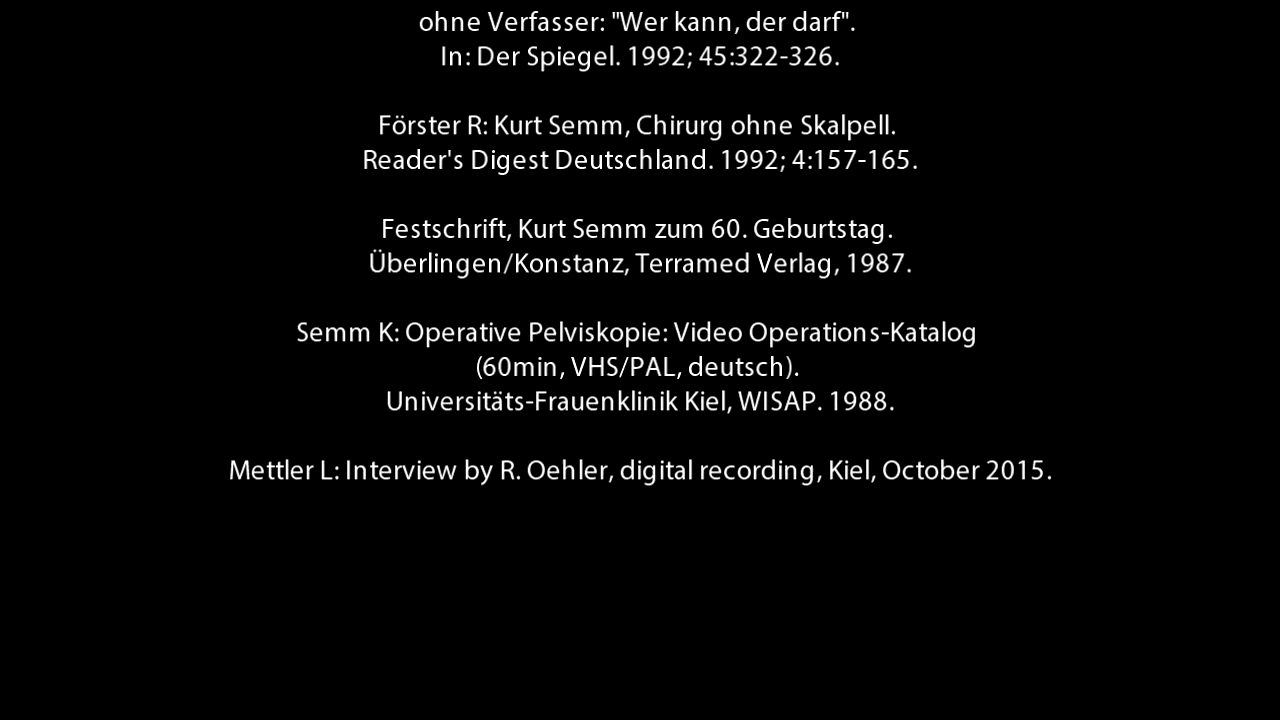 ohne Verfasser: "Wer kann, der darf".
In: Der Spiegel. 1992; 45:322-326.
Förster R: Kurt Semm, Chirurg ohne Skalpell.
Reader's Digest Deutschland. 1992; 4:157-165.
Festschrift, Kurt Semm zum 60. Geburtstag.
Überlingen/Konstanz, Terramed Verlag, 1987.
Semm K: Operative Pelviskopie: Video Operations-Katalog
(60min, VHS/PAL, deutsch).
Universitäts-Frauenklinik Kiel, WISAP. 1988.
Mettler L: Interview by R. Oehler, digital recording, Kiel, October 2015.